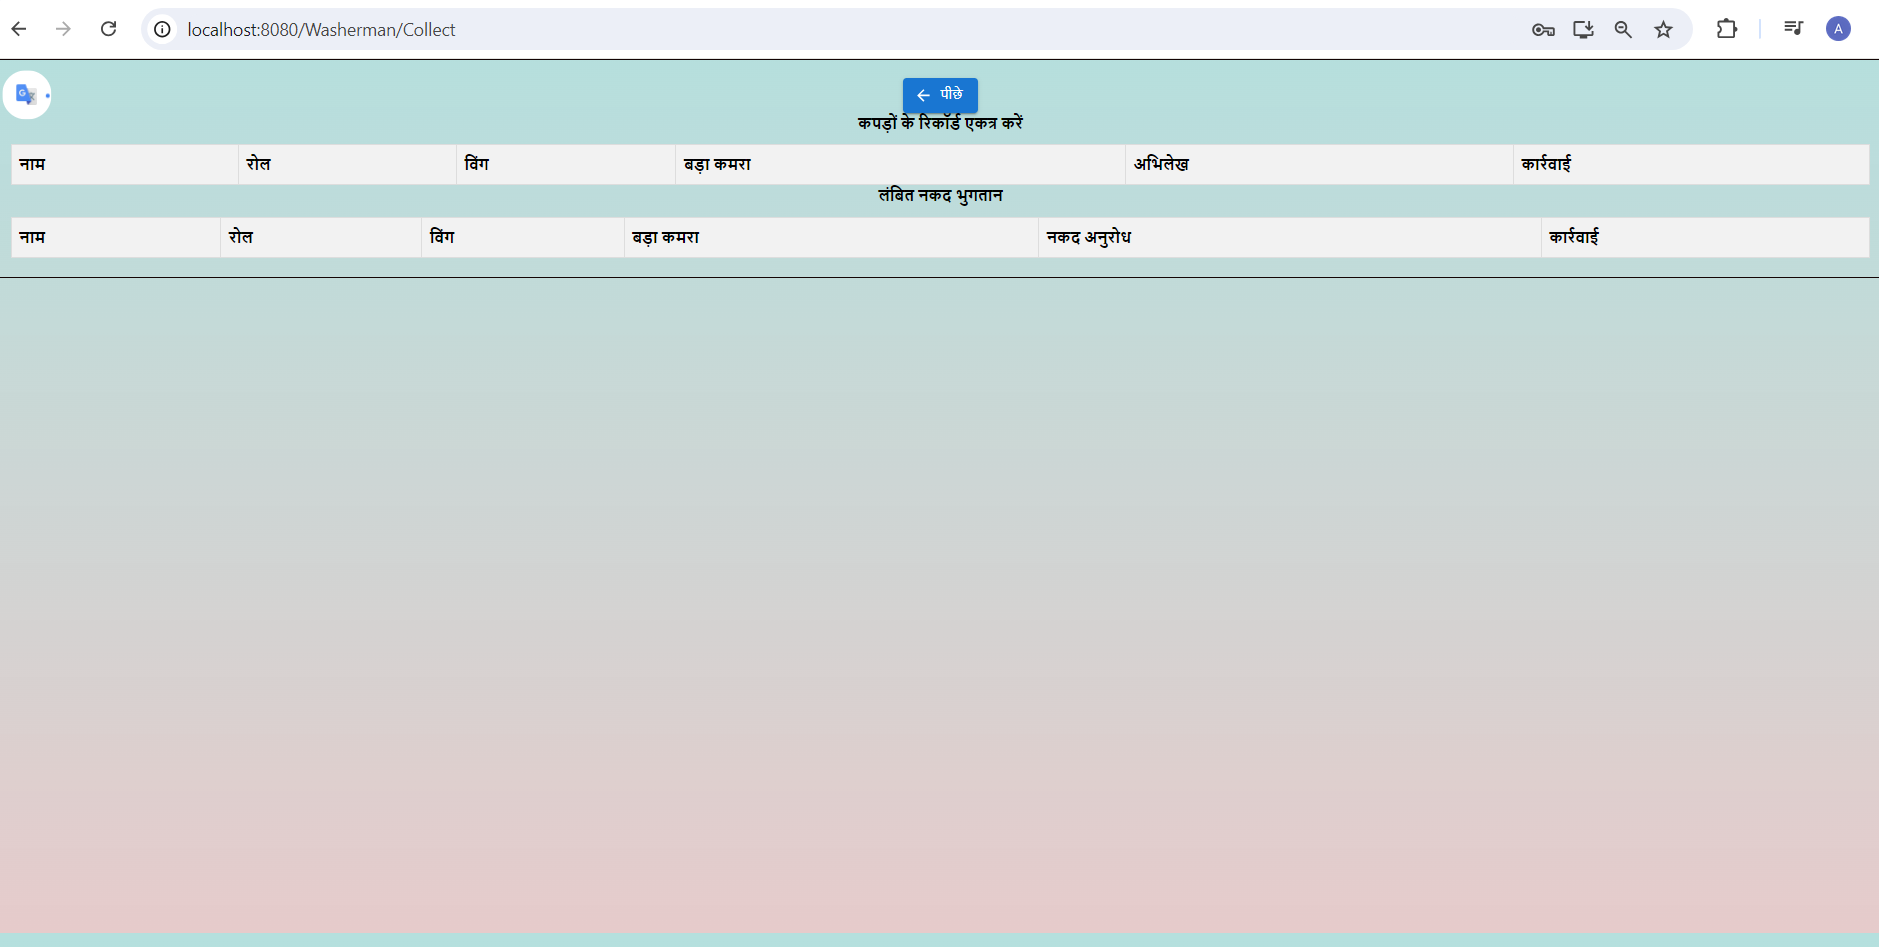 localhost:8080/Washerman/Collect
A
पीछे
कपड़ों के रिकॉर्ड एकत्र करें
नाम रोल विंग बड़ा कमरा अभिलेख कार्रवाई
लंबित नकद भुगतान
नाम रोल विंग बड़ा कमरा नकद अनुरोध कार्रवाई